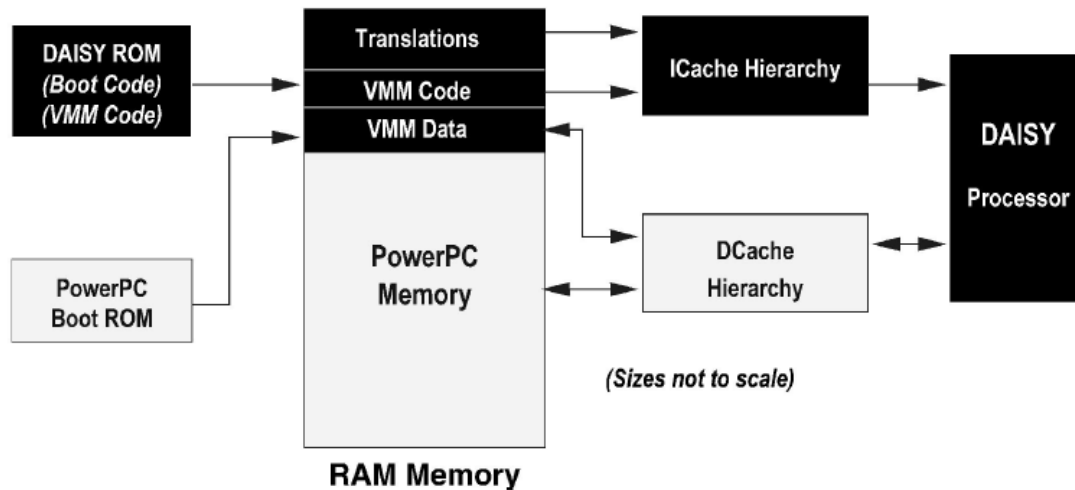 DAISY ROM
(Boot Code)
(VMM Code)
PowerPC
Boot ROM
Translations
VMM Code
VMM Data
PowerPC
Memory
RAM Memory
ICache Hierarchy
DCache
Hierarchy
(Sizes not to scale)
DAISY
Processor